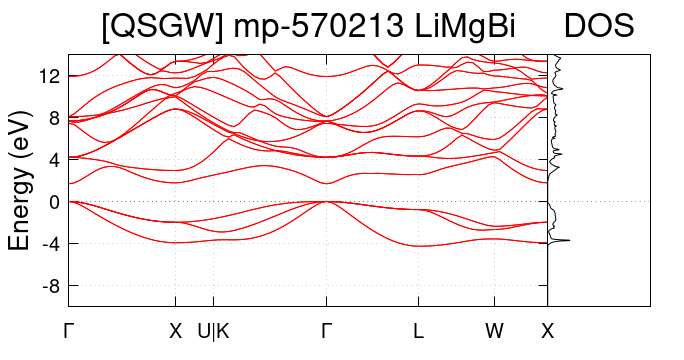 [QSGW] mp-570213 LiMgBi DOS
Energy (eV)
12
8
4
0
-4
-8
Γ X U|K Γ L W X